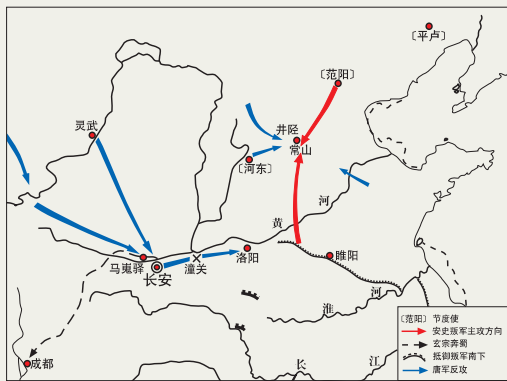 〔平卢〕
〔范阳〕
灵武
井陉
常山
〔河东〕
河
黄
马嵬驿
长安
潼关
洛阳
睢阳
淮
河
成都
长
江
〔范阳〕 节度使
安史叛军主攻方向
玄宗奔蜀
抵御叛军南下
唐军反攻